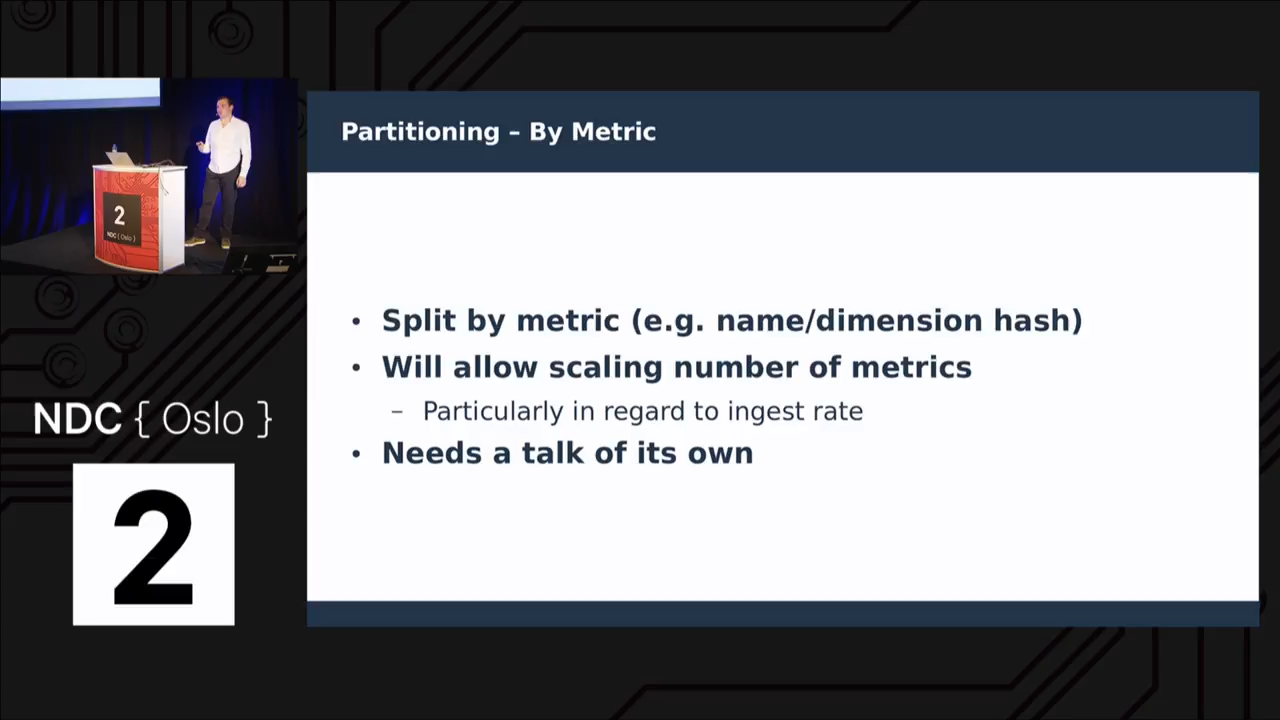 Partitioning – By Metric
• Split by metric (e.g. name/dimension hash)
• Will allow scaling number of metrics
– Particularly in regard to ingest rate
• Needs a talk of its own
2
NDC { Oslo }
NDC { Oslo }
2